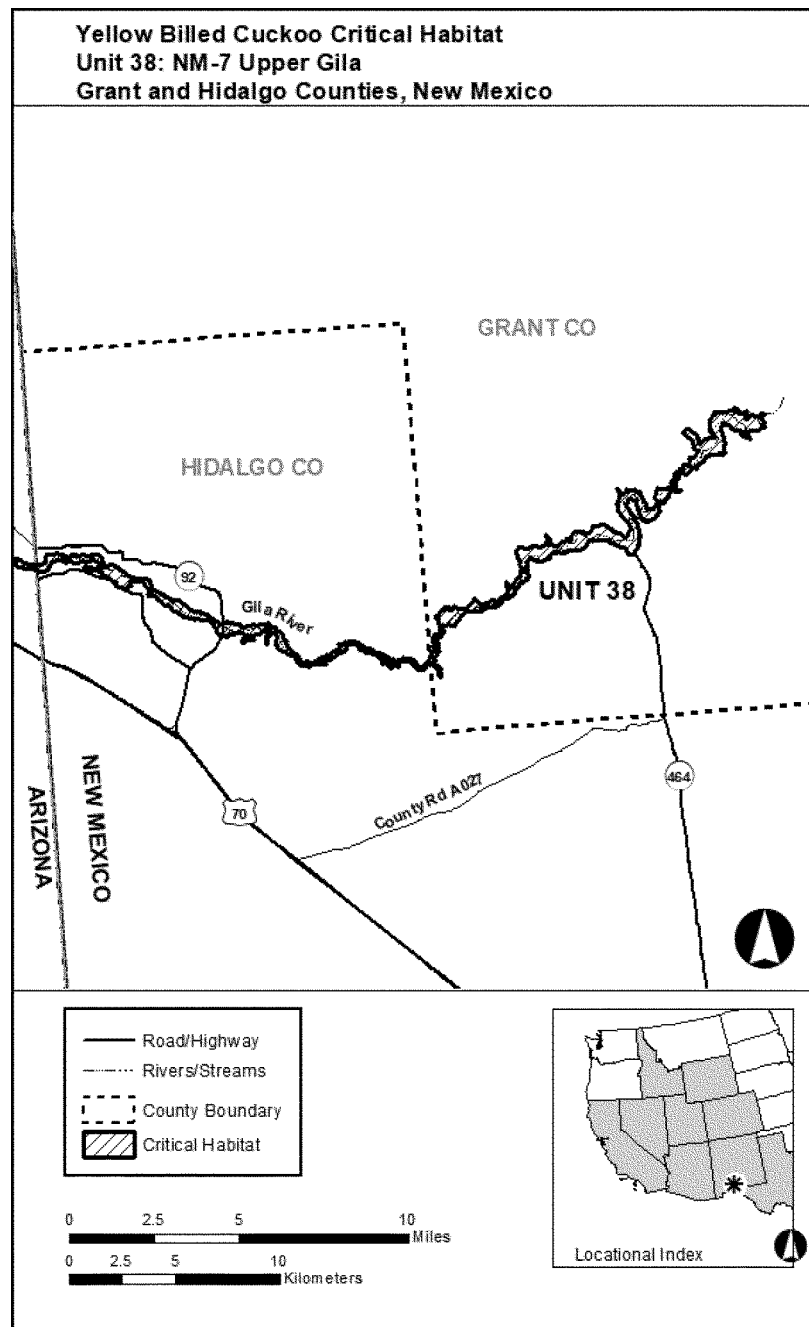 Yellow Billed Cuckoo Critical Habitat
Unit 38: NM-7 Upper Gila
Grant and Hidalgo Counties, New Mexico
GRANT CO
HIDALGO CO
92
Gila River
UNIT 38
County Rd A027
464
70
ARIZONA
NEW MEXICO
Road/Highway
Rivers/Streams
County Boundary
Critical Habitat
0 2.5 5 10
Miles
0 2.5 5 10
Kilometers
Locational Index